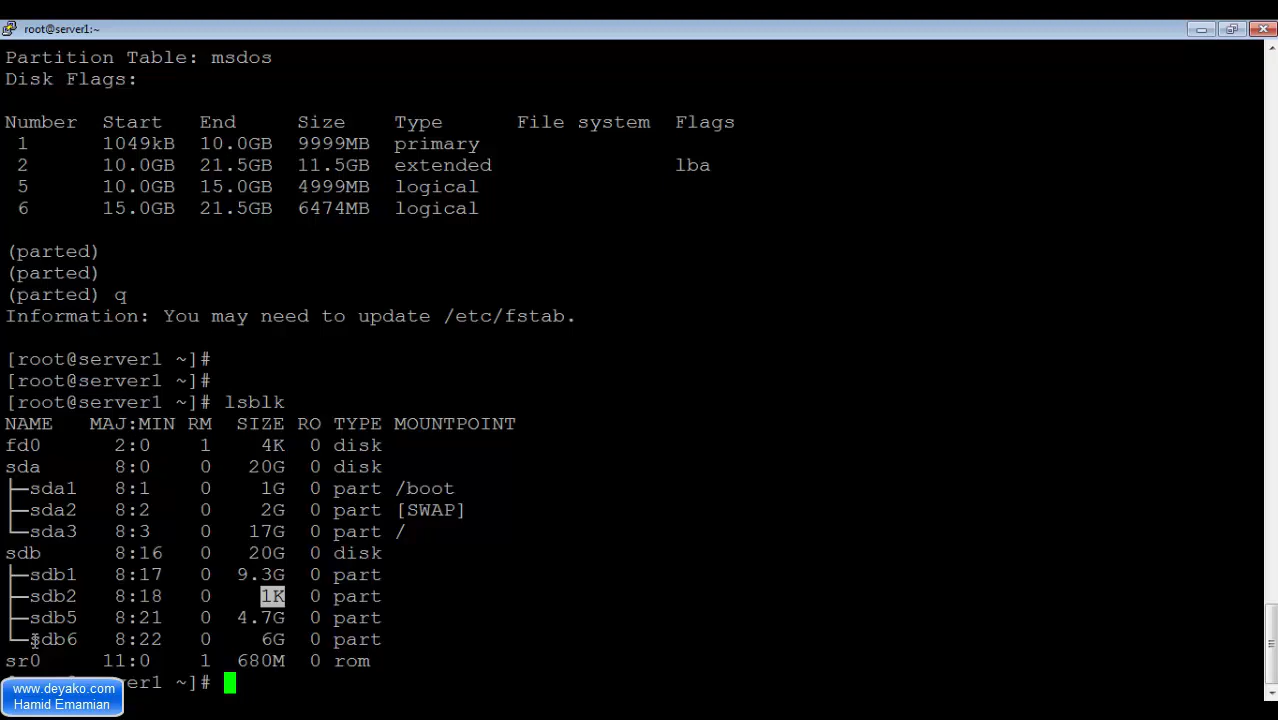 root@server1:~
Partition Table: msdos
Disk Flags:
Number  Start   End     Size    Type      File system  Flags
 1      1049kB  10.0GB  9999MB  primary
 2      10.0GB  21.5GB  11.5GB  extended               lba
 5      10.0GB  15.0GB  4999MB  logical
 6      15.0GB  21.5GB  6474MB  logical
(parted)
(parted)
(parted) q
Information: You may need to update /etc/fstab.
[root@server1 ~]#
[root@server1 ~]#
[root@server1 ~]# lsblk
NAME   MAJ:MIN RM  SIZE RO TYPE MOUNTPOINT
fd0      2:0    1    4K  0 disk
sda      8:0    0   20G  0 disk
├─sda1   8:1    0    1G  0 part /boot
├─sda2   8:2    0    2G  0 part [SWAP]
└─sda3   8:3    0   17G  0 part /
sdb      8:16   0   20G  0 disk
├─sdb1   8:17   0  9.3G  0 part
├─sdb2   8:18   0    1K  0 part
├─sdb5   8:21   0  4.7G  0 part
└─sdb6   8:22   0    6G  0 part
sr0     11:0    1  680M  0 rom
erver1 ~]#
www.deyako.com
Hamid Emamian